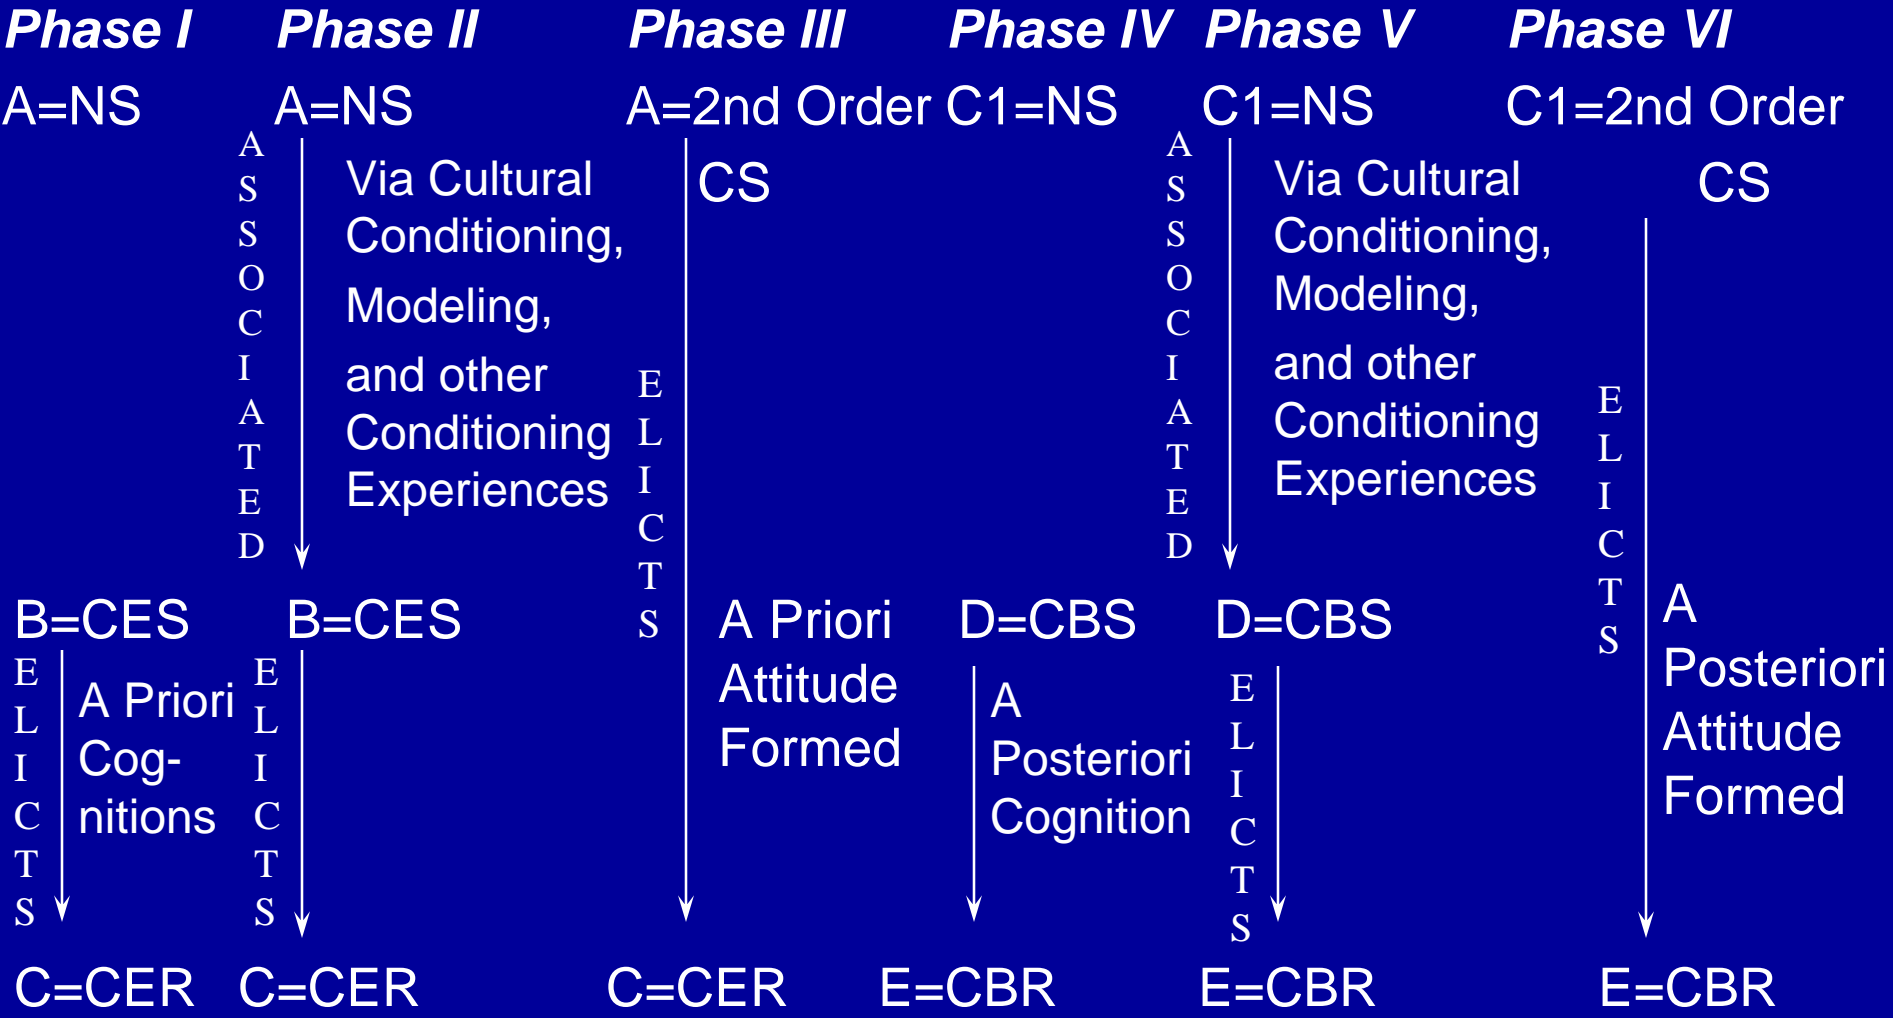 Phase I
Phase II
Phase III
Phase IV
Phase V
Phase VI
A=NS
A=NS
A=2nd Order
C1=NS
C1=NS
C1=2nd Order
CS
CS
ASSOCIATED
Via Cultural
Conditioning,
Modeling,
and other
Conditioning
Experiences
ELICTS
ASSOCIATED
Via Cultural
Conditioning,
Modeling,
and other
Conditioning
Experiences
ELICTS
B=CES
B=CES
A Priori
Attitude
Formed
D=CBS
D=CBS
A
Posteriori
Attitude
Formed
ELICTS
A Priori
Cog-
nitions
ELICTS
A
Posteriori
Cognition
ELICTS
C=CER
C=CER
C=CER
E=CBR
E=CBR
E=CBR